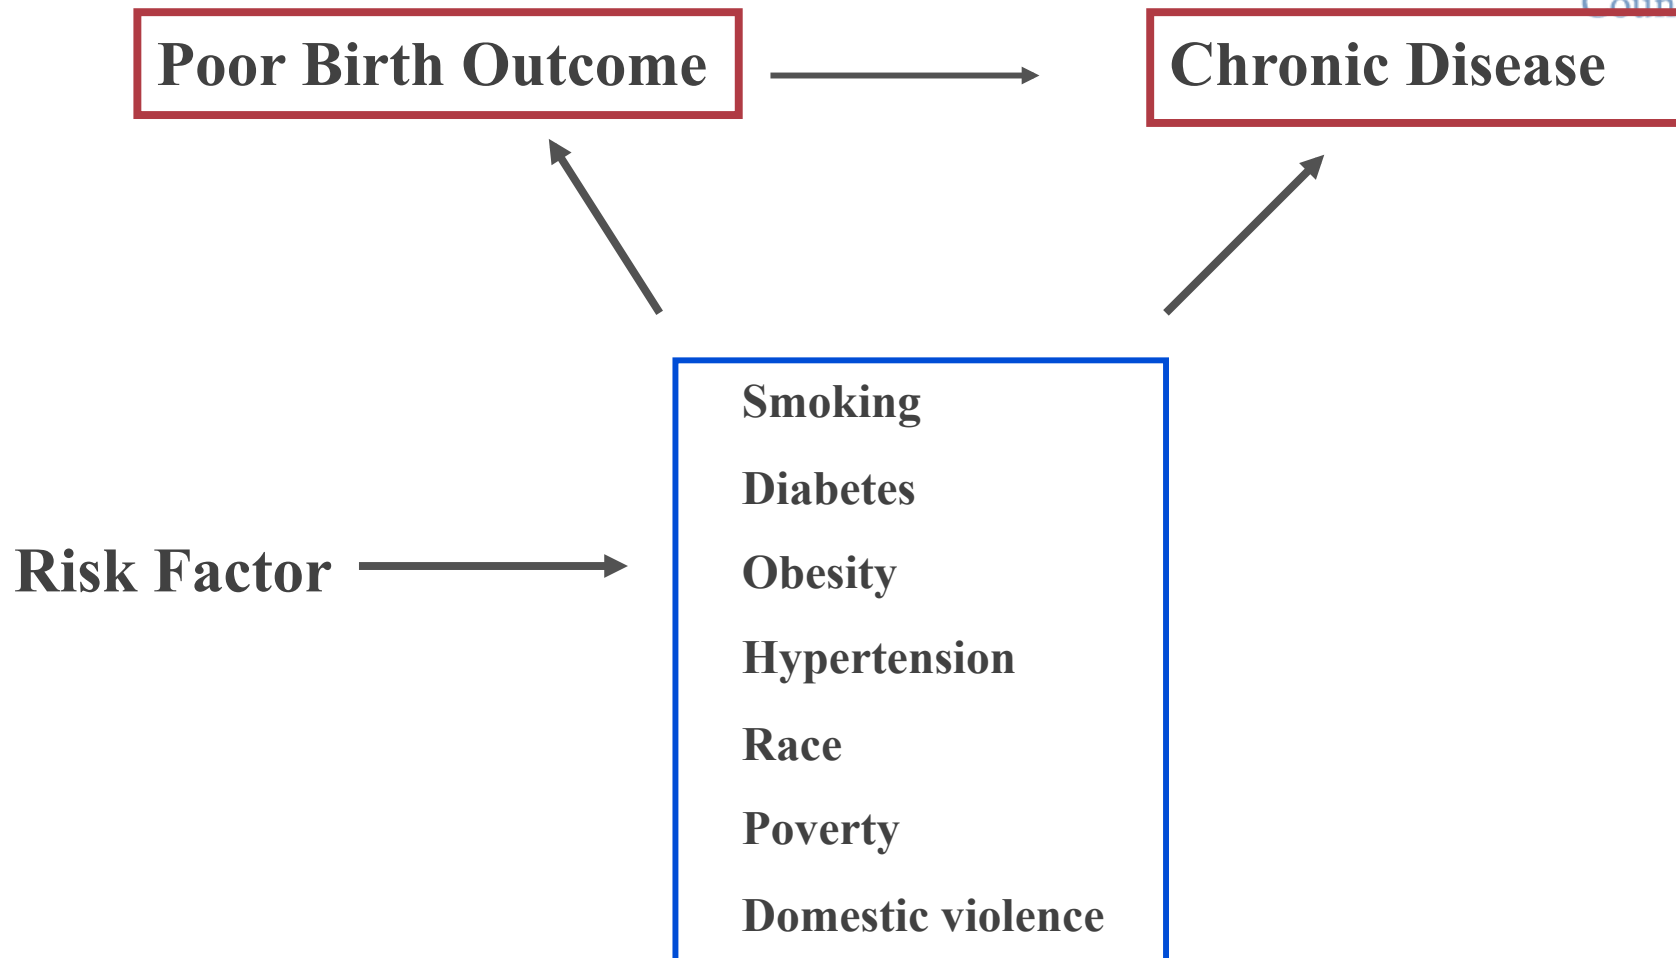 Poor Birth Outcome
Chronic Disease
Smoking
Diabetes
Obesity
Risk Factor
Hypertension
Race
Poverty
Domestic violence